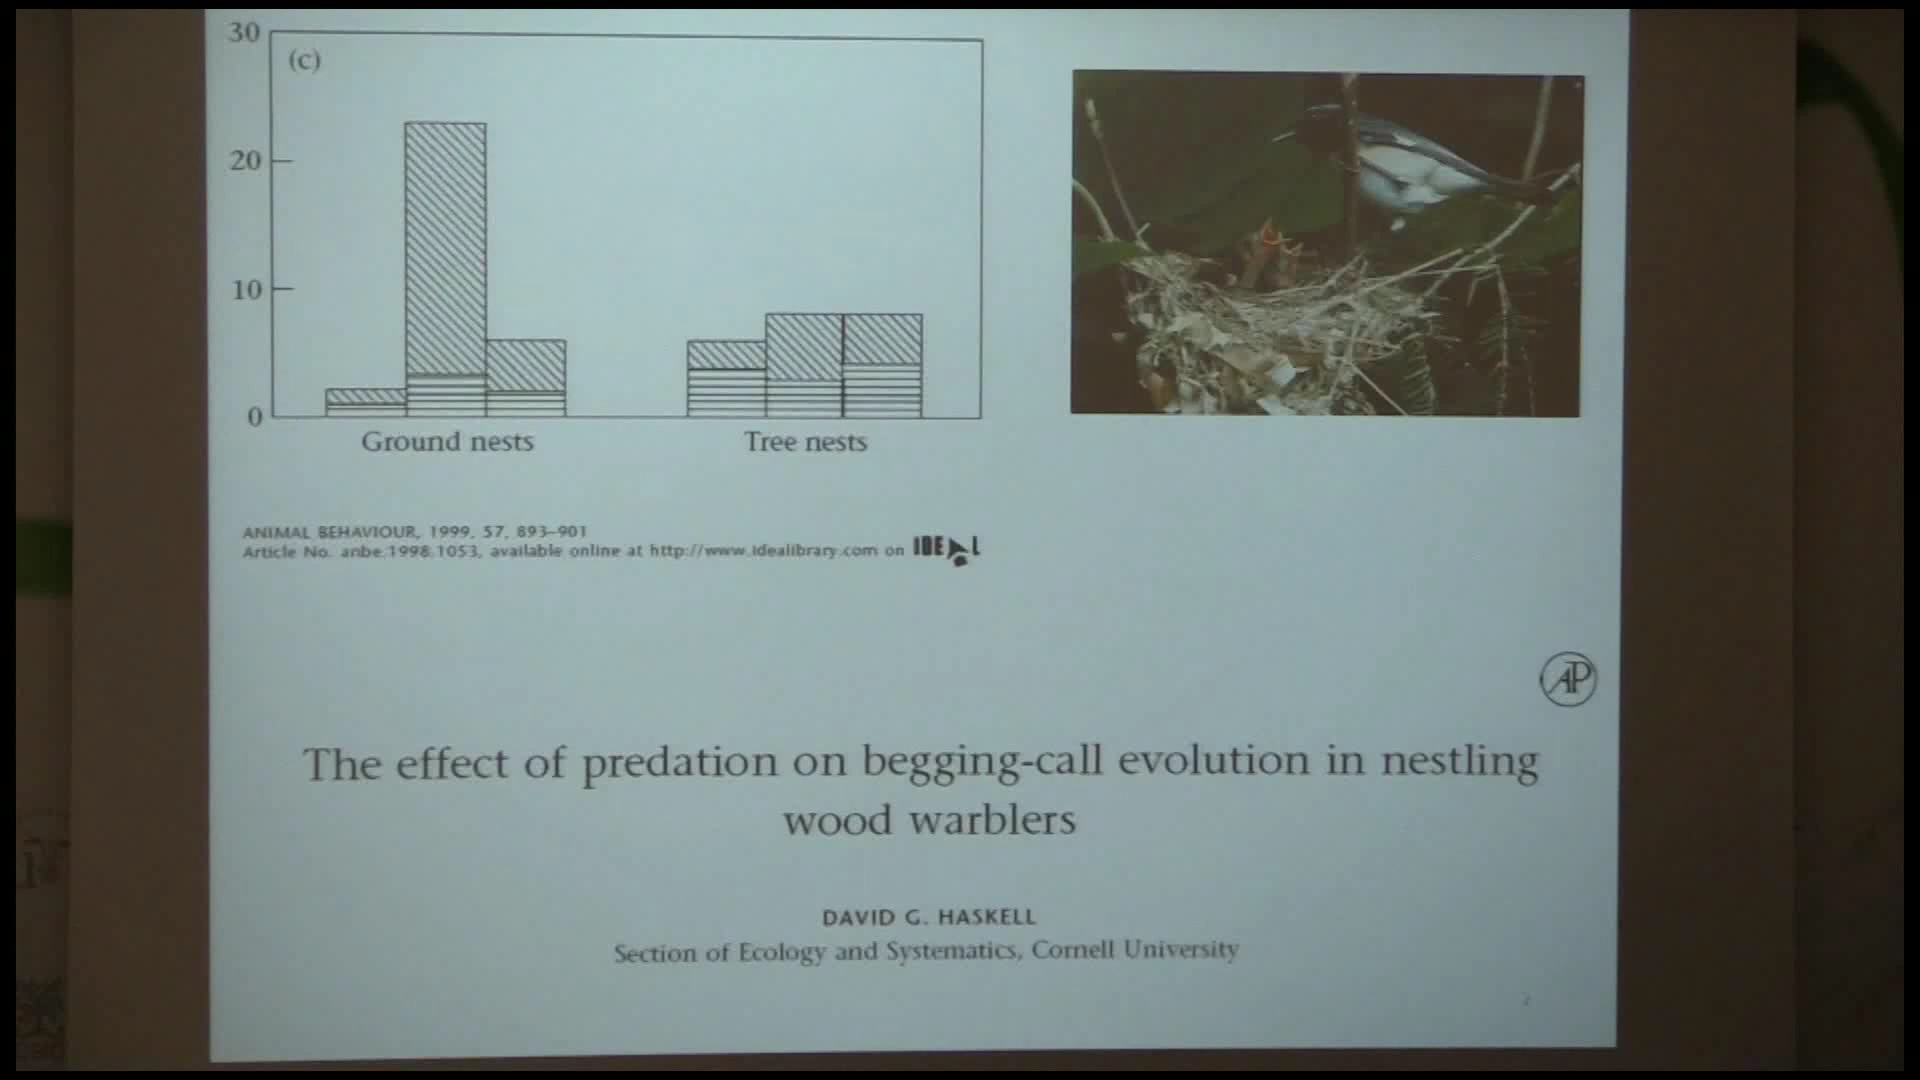 30
(c)
20
10
0
Ground nests
Tree nests
ANIMAL BEHAVIOUR, 1999, 57, 893–901
Article No. anbe.1998.1053, available online at http://www.idealibrary.com on IDEAL
AP
The effect of predation on begging-call evolution in nestling
wood warblers
DAVID G. HASKELL
Section of Ecology and Systematics, Cornell University